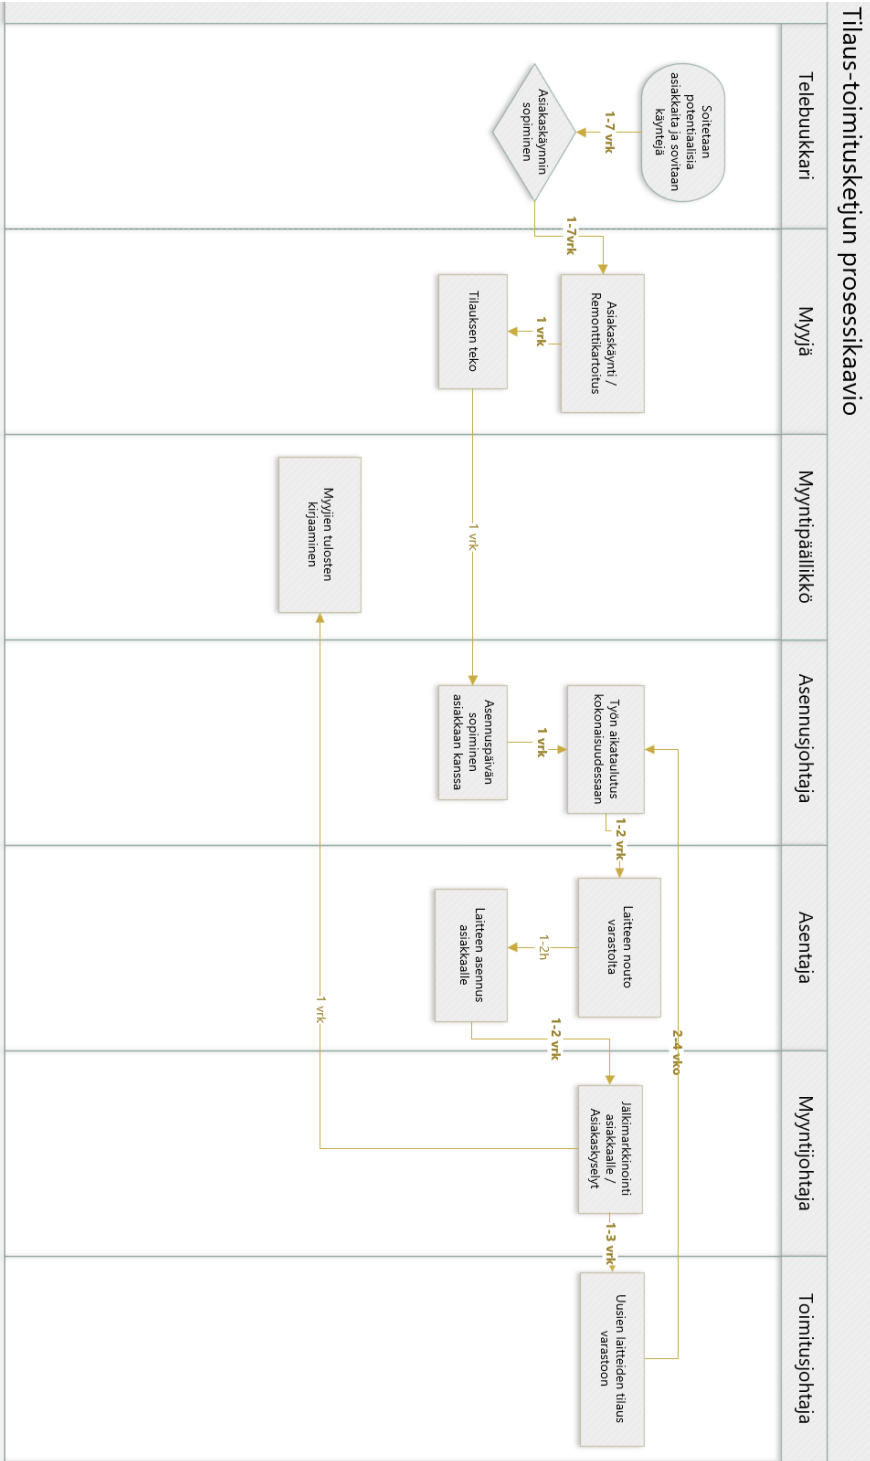 Tilaus-toimitusketjun prosessikaavio
Telebuukkari
Myyjä
Myyntipäällikkö
Asennusjohtaja
Asentaja
Myyntijohtaja
Toimitusjohtaja
Soitetaan
potentiaalisia
asiakkaita ja sovitaan
käyntejä
1-7 vrk
Asiakaskäynnin
sopiminen
1-7vrk
Asiakaskäynti /
Remonttikartoitus
1 vrk
Tilauksen teko
1 vrk
Myyjien tulosten
kirjaaminen
Asennuspäivän
sopiminen
asiakkaan kanssa
1 vrk
Työn aikataulutus
kokonaisuudessaan
1-2 vrk
Laitteen nouto
varastolta
1-2h
Laitteen asennus
asiakkaalle
1-2 vrk
Jälkimarkkinointi
asiakkaalle /
Asiakaskyselyt
1 vrk
1-3 vrk
Uusien laitteiden tilaus
varastoon
2-4 vko